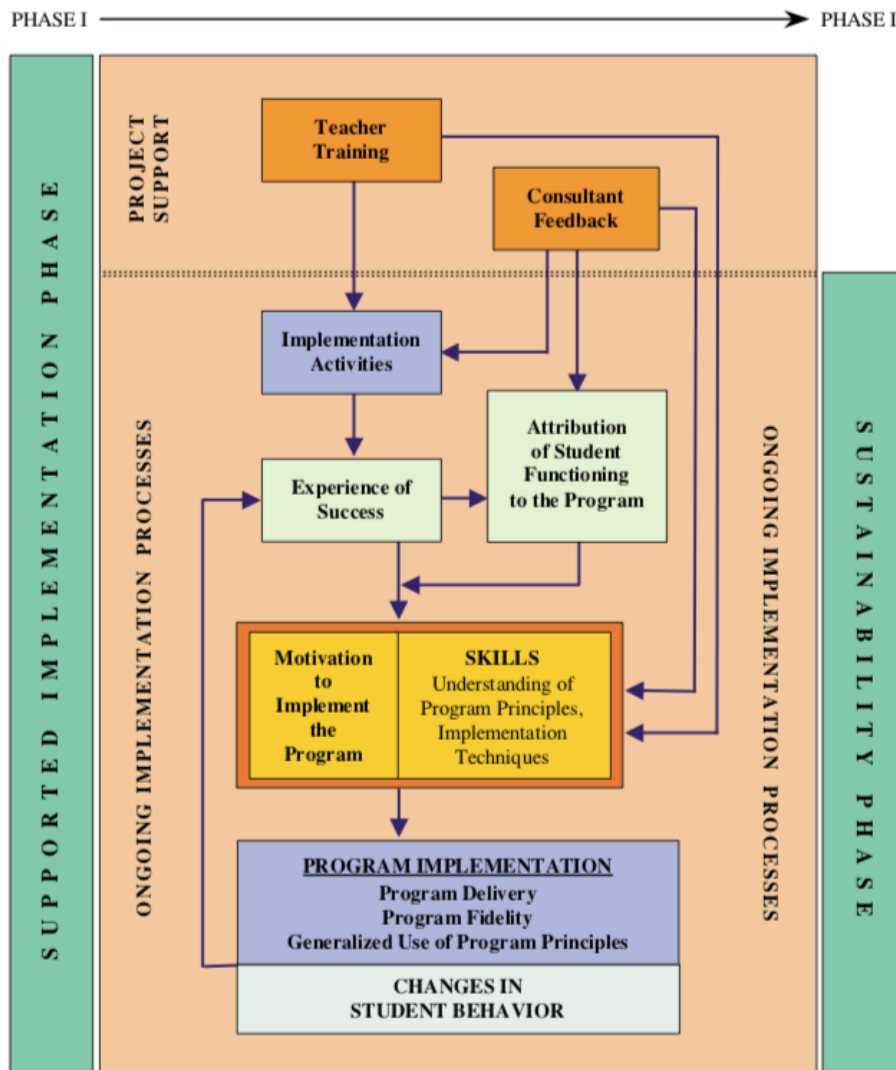 PHASE I
PHASE I
PROJECT
SUPPORT
Teacher
Training
Consultant
Feedback
SUPPORTED IMPLEMENTATION PHASE
ONGOING IMPLEMENTATION PROCESSES
Implementation
Activities
Experience of
Success
Attribution
of Student
Functioning
to the Program
Motivation
to
Implement
the
Program
SKILLS
Understanding of
Program Principles,
Implementation
Techniques
PROGRAM IMPLEMENTATION
Program Delivery
Program Fidelity
Generalized Use of Program Principles
CHANGES IN
STUDENT BEHAVIOR
ONGOING IMPLEMENTATION PROCESSES
SUSTAINABILITY PHASE